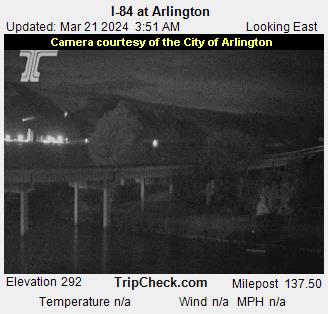 I-84 at Arlington
Updated: Mar 21 2024 3:51 AM Looking East
Camera courtesy of the City of Arlington
Elevation 292 TripCheck.com Milepost 137.50
Temperature n/a Wind n/a MPH n/a